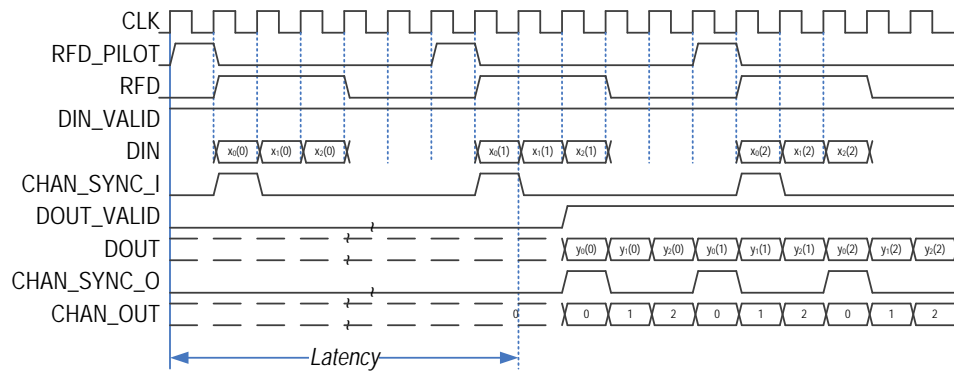 CLK
RFD_PILOT
RFD
DIN_VALID
DIN x₀(0) x₁(0) x₂(0) x₀(1) x₁(1) x₂(1) x₀(2) x₁(2) x₂(2)
CHAN_SYNC_I
DOUT_VALID
DOUT y₀(0) y₁(0) y₂(0) y₀(1) y₁(1) y₂(1) y₀(2) y₁(2) y₂(2)
CHAN_SYNC_O
CHAN_OUT 0 0 1 2 0 1 2 0 1 2
Latency